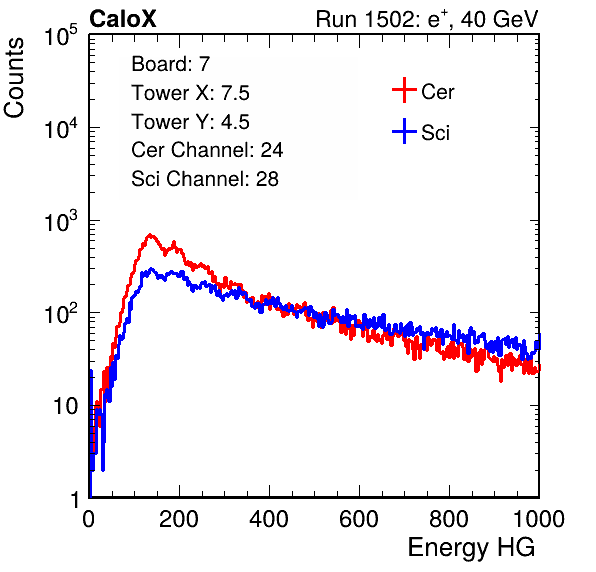 CaloX Run 1502: e⁺, 40 GeV
Board: 7
Tower X: 7.5
Tower Y: 4.5
Cer Channel: 24
Sci Channel: 28
Cer
Sci
Counts
10⁵
10⁴
10³
10²
10
1
0 200 400 600 800 1000
Energy HG